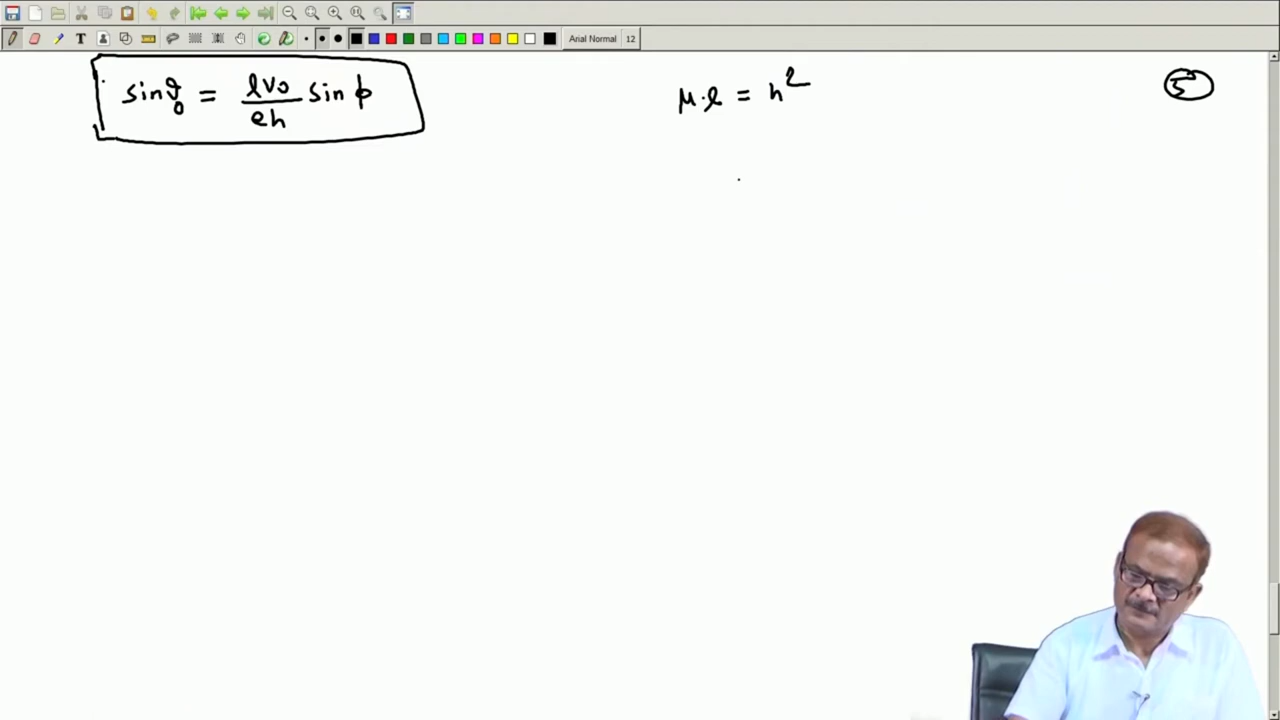 Arial Normal 12
sinϑ₀ = ℓv₀/eh sin ϕ
μ·ℓ = h²
5